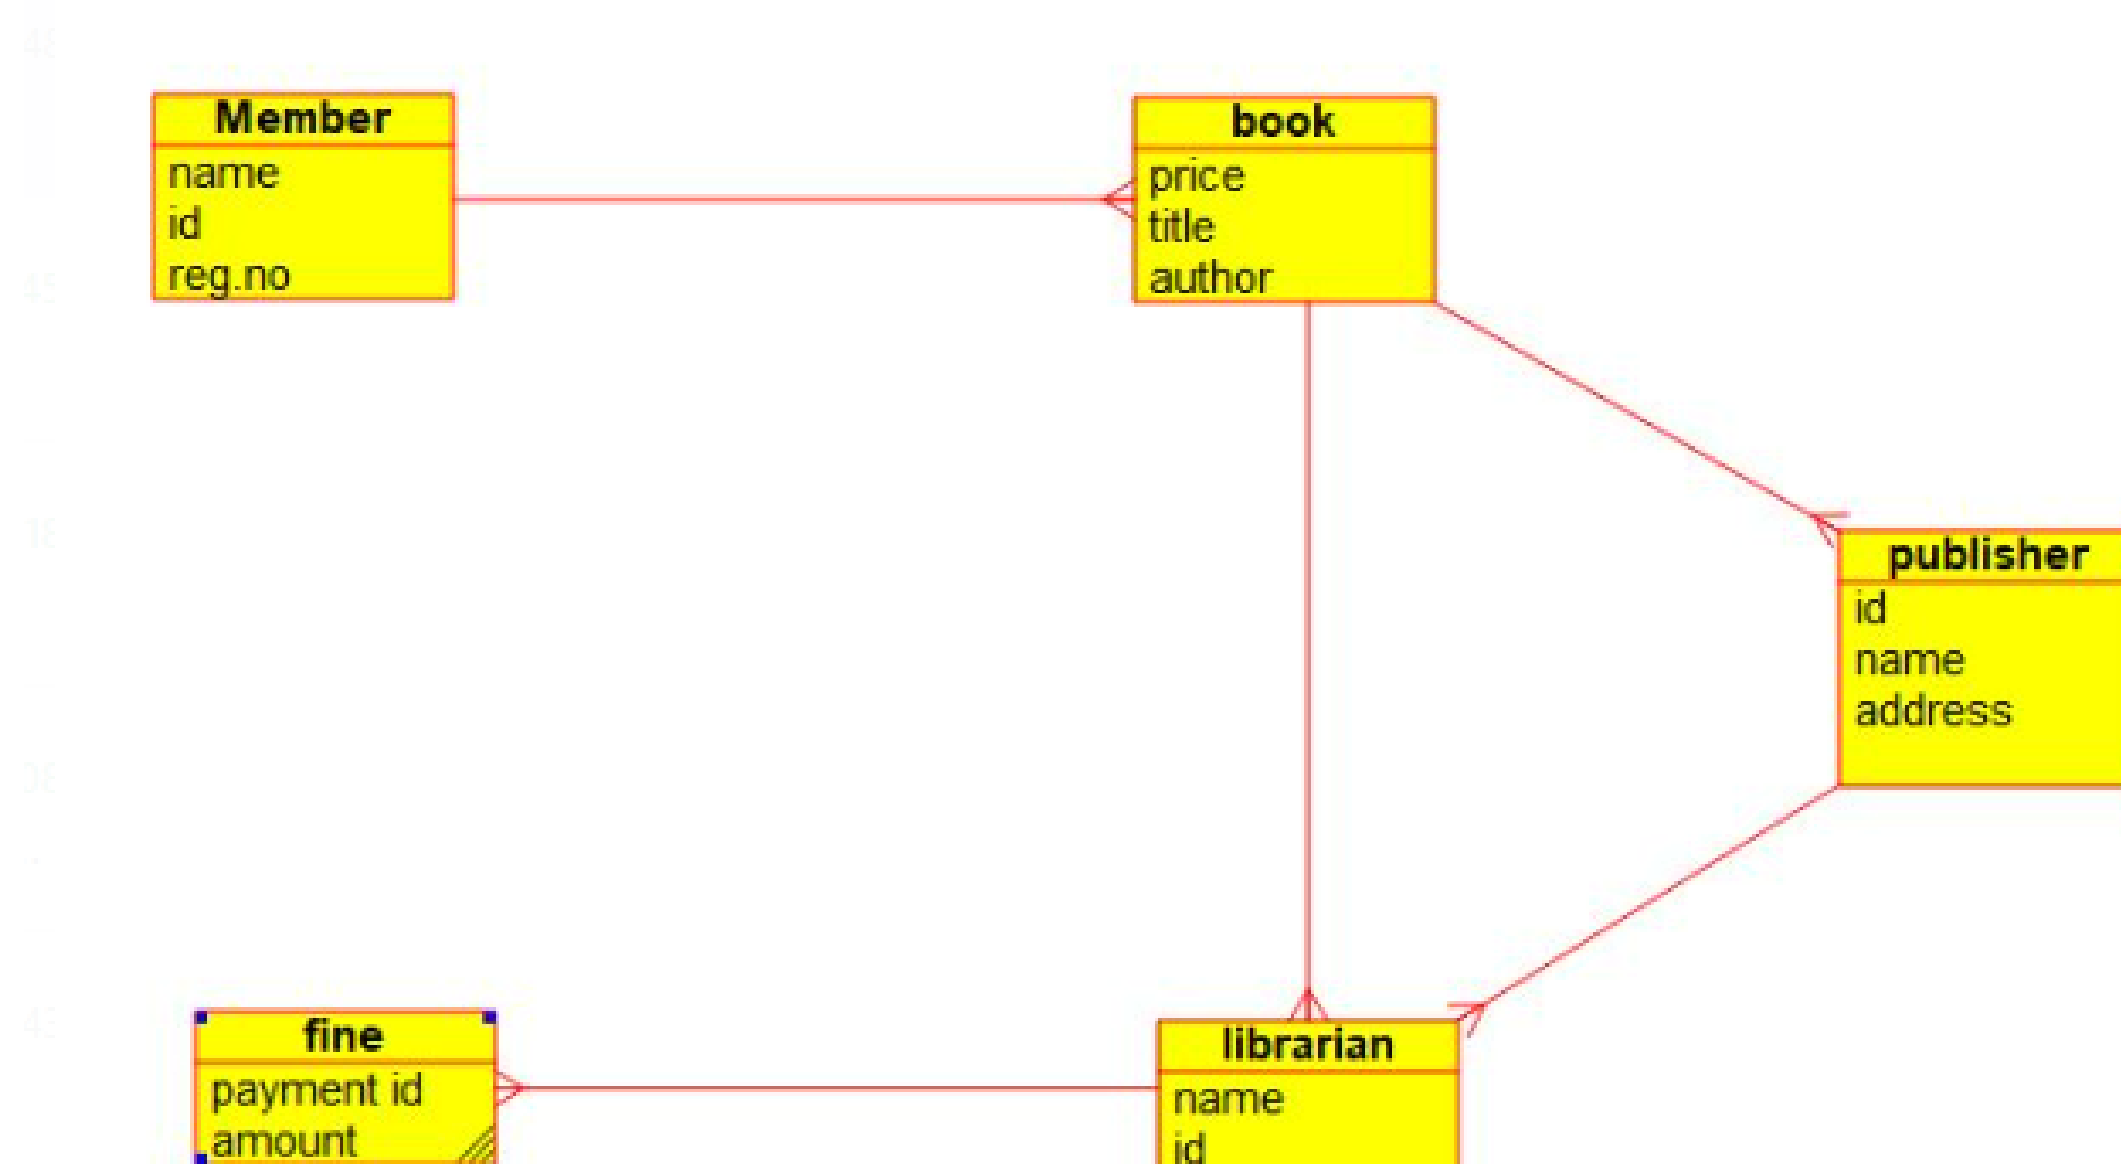 Member
name
id
reg.no
book
price
title
author
publisher
id
name
address
fine
payment id
amount
librarian
name
id